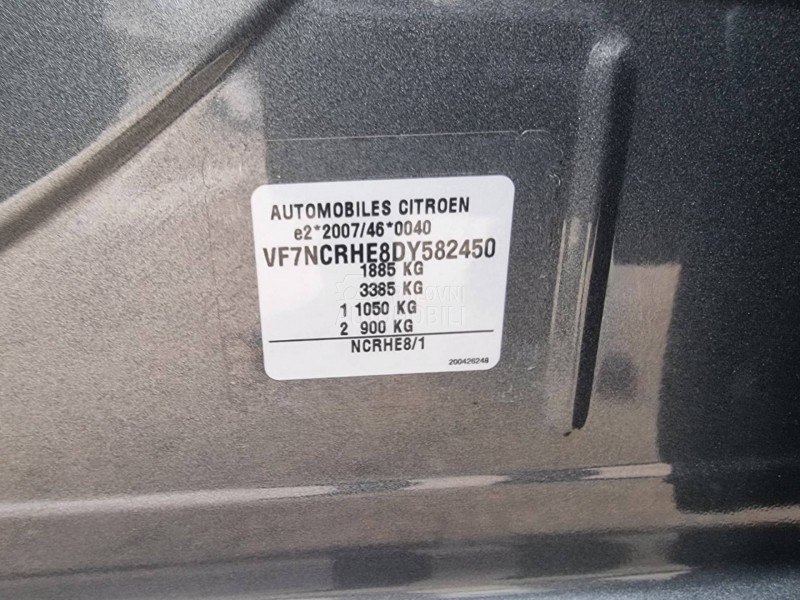 AUTOMOBILES CITROEN
e2*2007/46*0040
VF7NCRHE8DY582450
1885 KG
3385 KG
1 1050 KG
2 900 KG
NCRHE8/1
200426248